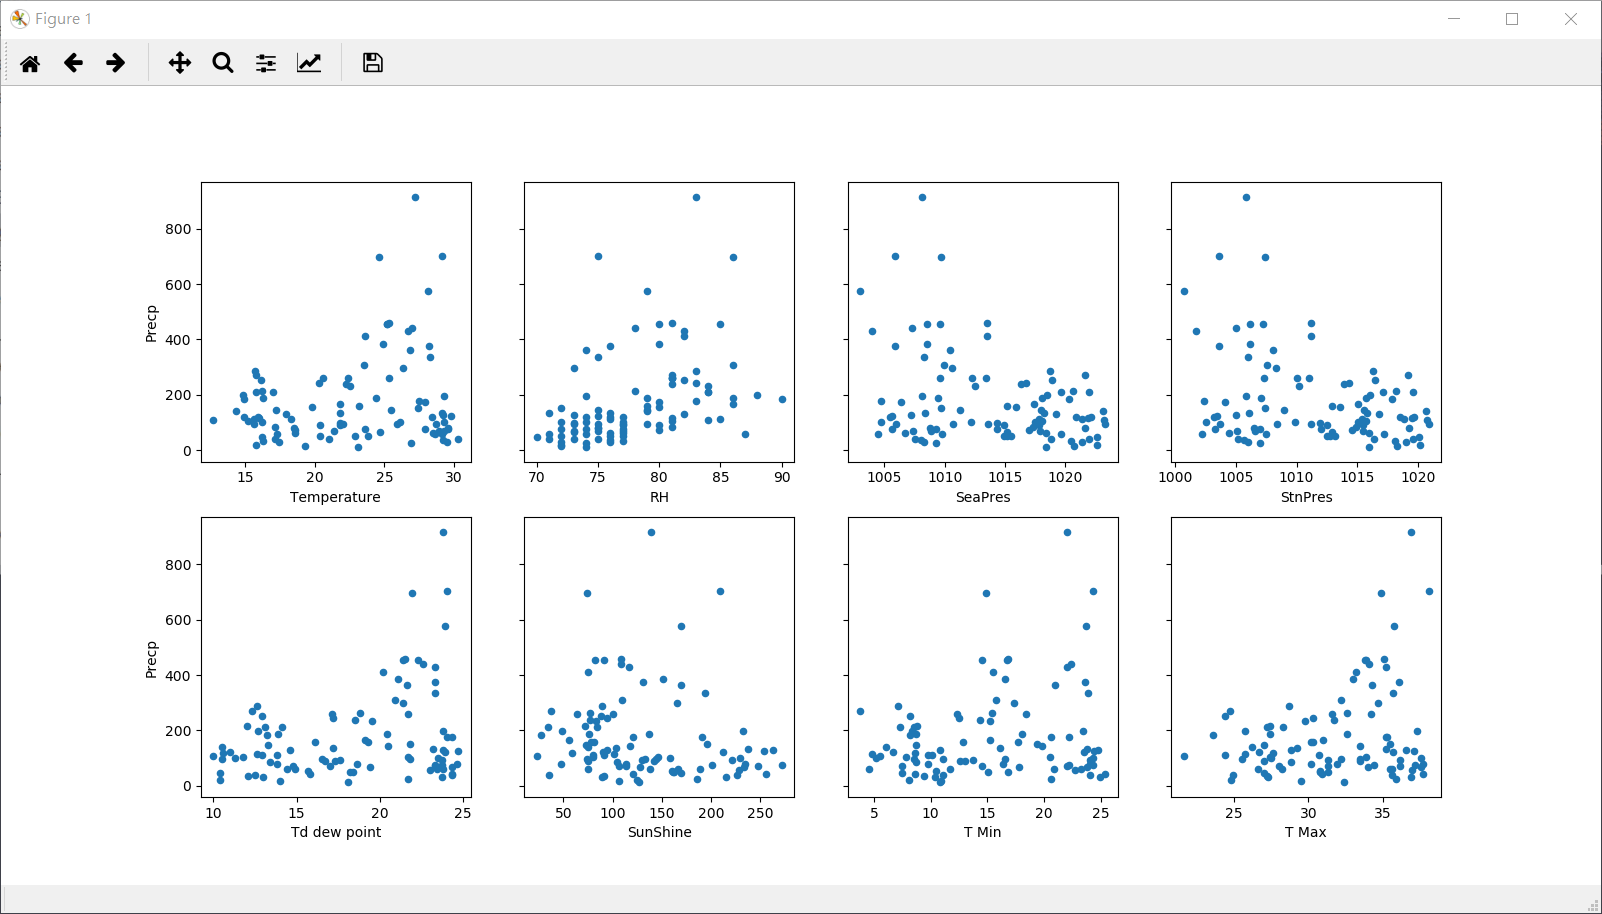 Figure 1
800
600
400
200
0
Precp
15 20 25 30
Temperature
70 75 80 85 90
RH
1005 1010 1015 1020
SeaPres
1000 1005 1010 1015 1020
StnPres
800
600
400
200
0
Precp
10 15 20 25
Td dew point
50 100 150 200 250
SunShine
5 10 15 20 25
T Min
25 30 35
T Max